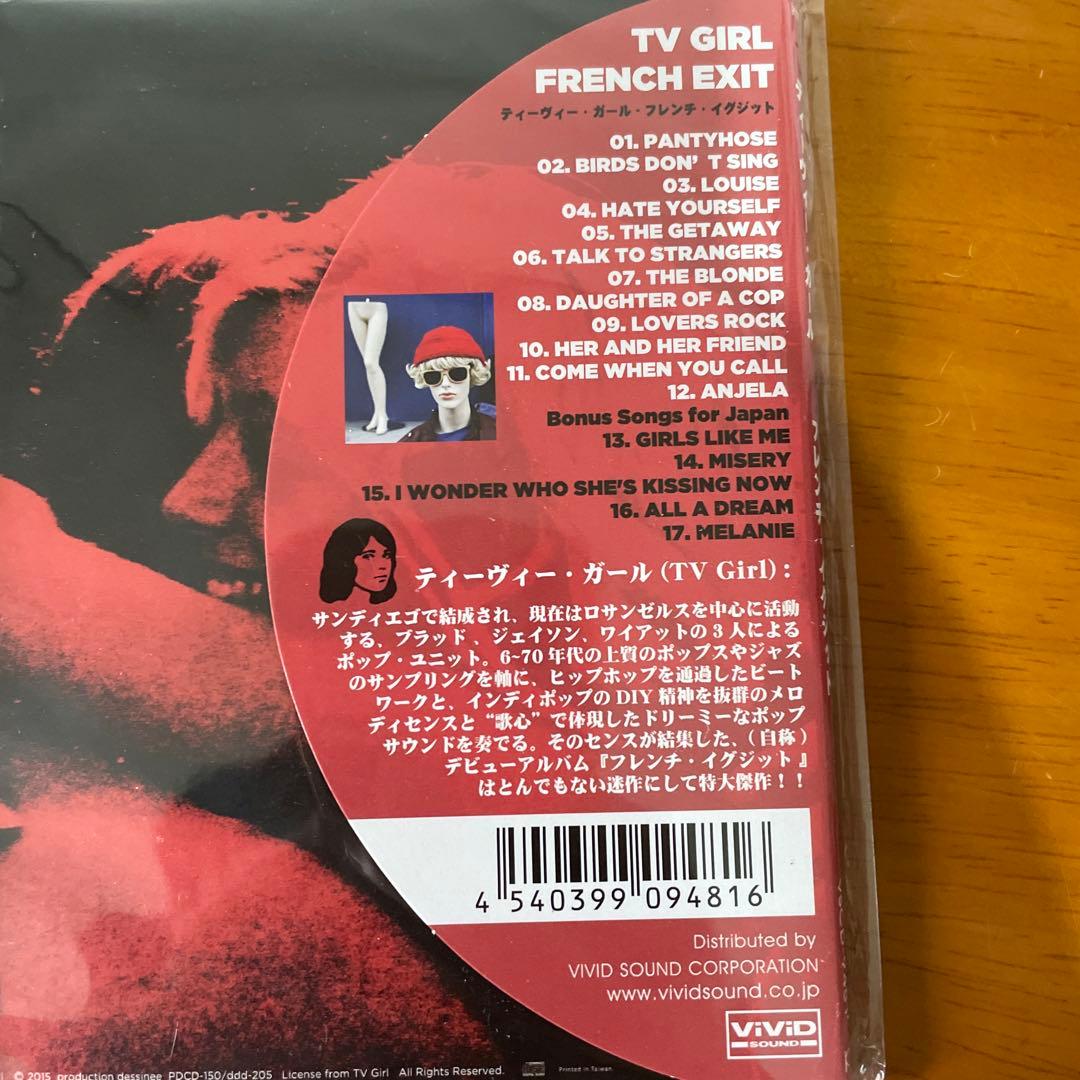 TV GIRL
FRENCH EXIT
ティーヴィー・ガール・フレンチ・イグジット
01. PANTYHOSE
02. BIRDS DON' T SING
03. LOUISE
04. HATE YOURSELF
05. THE GETAWAY
06. TALK TO STRANGERS
07. THE BLONDE
08. DAUGHTER OF A COP
09. LOVERS ROCK
10. HER AND HER FRIEND
11. COME WHEN YOU CALL
12. ANJELA
Bonus Songs for Japan
13. GIRLS LIKE ME
14. MISERY
15. I WONDER WHO SHE'S KISSING NOW
16. ALL A DREAM
17. MELANIE
ティーヴィー・ガール (TV Girl) :
サンディエゴで結成され、現在はロサンゼルスを中心に活動
する、ブラッド、ジェイソン、ワイアットの3人による
ポップ・ユニット。6~70年代の上質のポップスやジャズ
のサンプリングを軸に、ヒップホップを通過したビート
ワークと、インディポップのDIY精神を抜群のメロ
ディセンスと“歌心”で体現したドリーミーなポップ
サウンドを奏でる。そのセンスが結集した、(自称)
デビューアルバム『フレンチ・イグジット』
はとんでもない迷作にして特大傑作!!
4 540399 094816
Distributed by
VIVID SOUND CORPORATION
www.vividsound.co.jp
ViViD
SOUND
© 2015 production dessinee PDCD-150/ddd-205 License from TV Girl All Rights Reserved.
Printed in Taiwan.